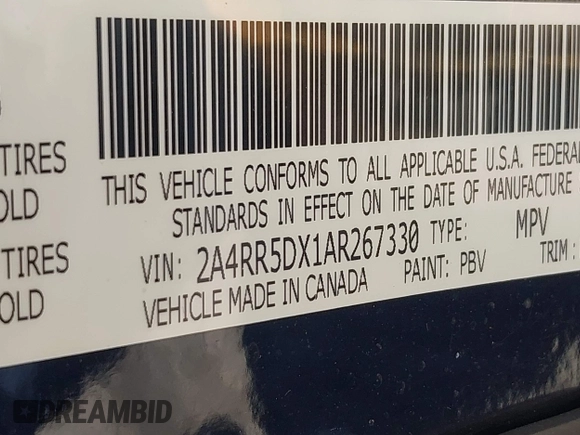 TIRES
OLD
TIRES
OLD
THIS VEHICLE CONFORMS TO ALL APPLICABLE U.S.A. FEDERAL
STANDARDS IN EFFECT ON THE DATE OF MANUFACTURE
VIN: 2A4RR5DX1AR267330 TYPE: MPV
VEHICLE MADE IN CANADA PAINT: PBV TRIM:
DREAMBID